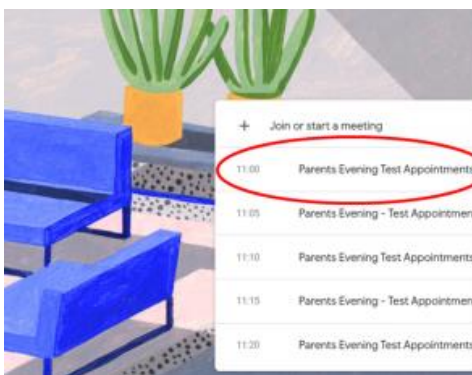 + Join or start a meeting
11:00 Parents Evening Test Appointments
11:05 Parents Evening - Test Appointmen
11:10 Parents Evening Test Appointments
11:15 Parents Evening - Test Appointmen
11:20 Parents Evening Test Appointments